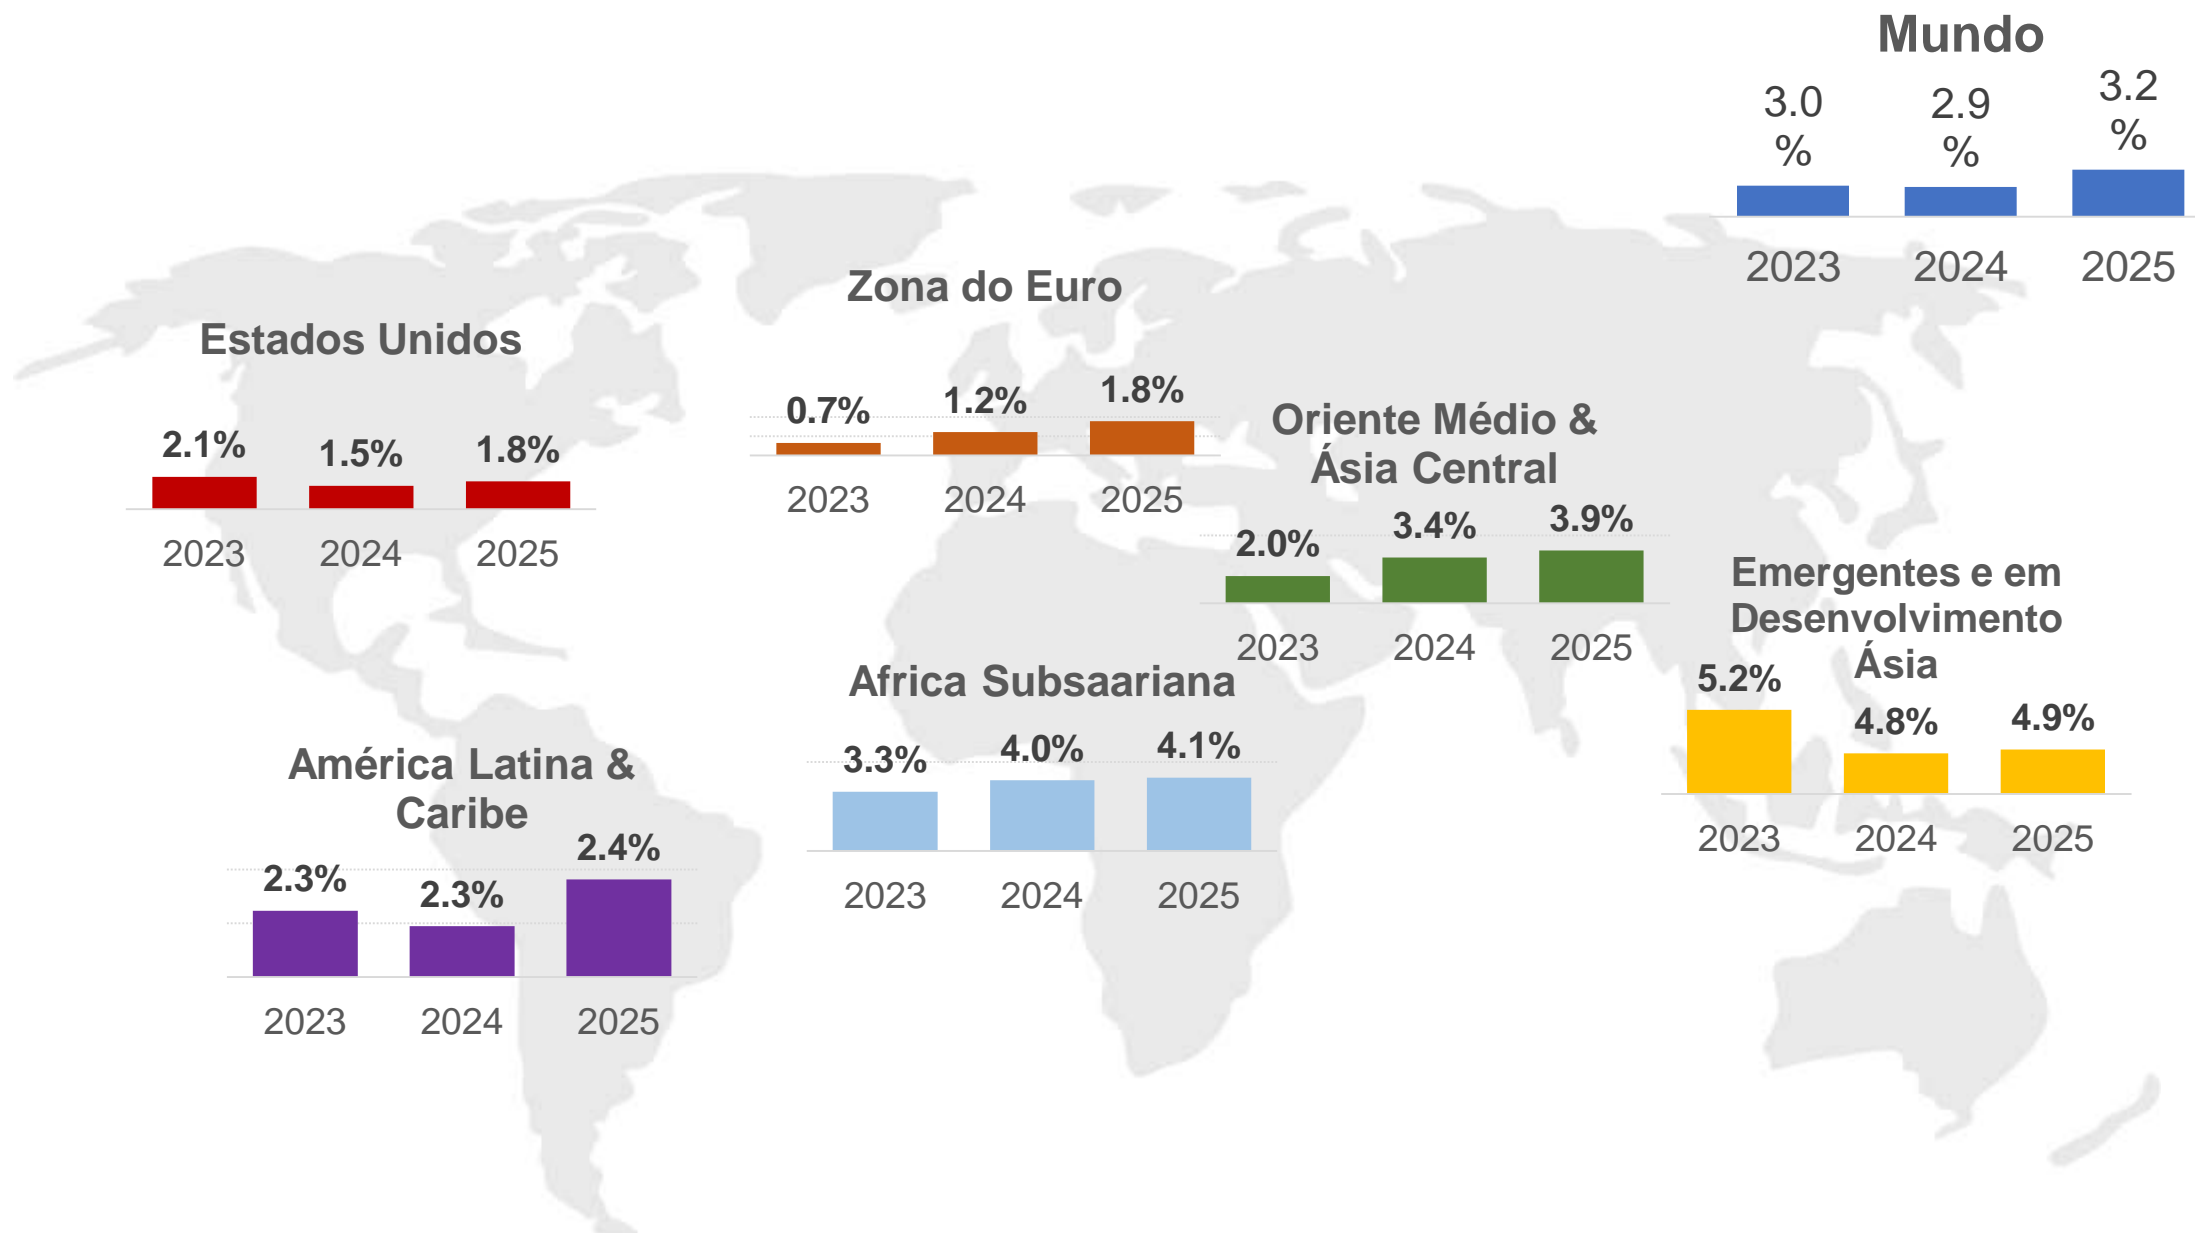 Mundo
3.0
%
2.9
%
3.2
%
2023 2024 2025
Zona do Euro
0.7% 1.2% 1.8%
2023 2024 2025
Estados Unidos
2.1% 1.5% 1.8%
2023 2024 2025
Oriente Médio &
Ásia Central
2.0% 3.4% 3.9%
2023 2024 2025
Emergentes e em
Desenvolvimento
Ásia
5.2% 4.8% 4.9%
2023 2024 2025
Africa Subsaariana
3.3% 4.0% 4.1%
2023 2024 2025
América Latina &
Caribe
2.3% 2.3% 2.4%
2023 2024 2025